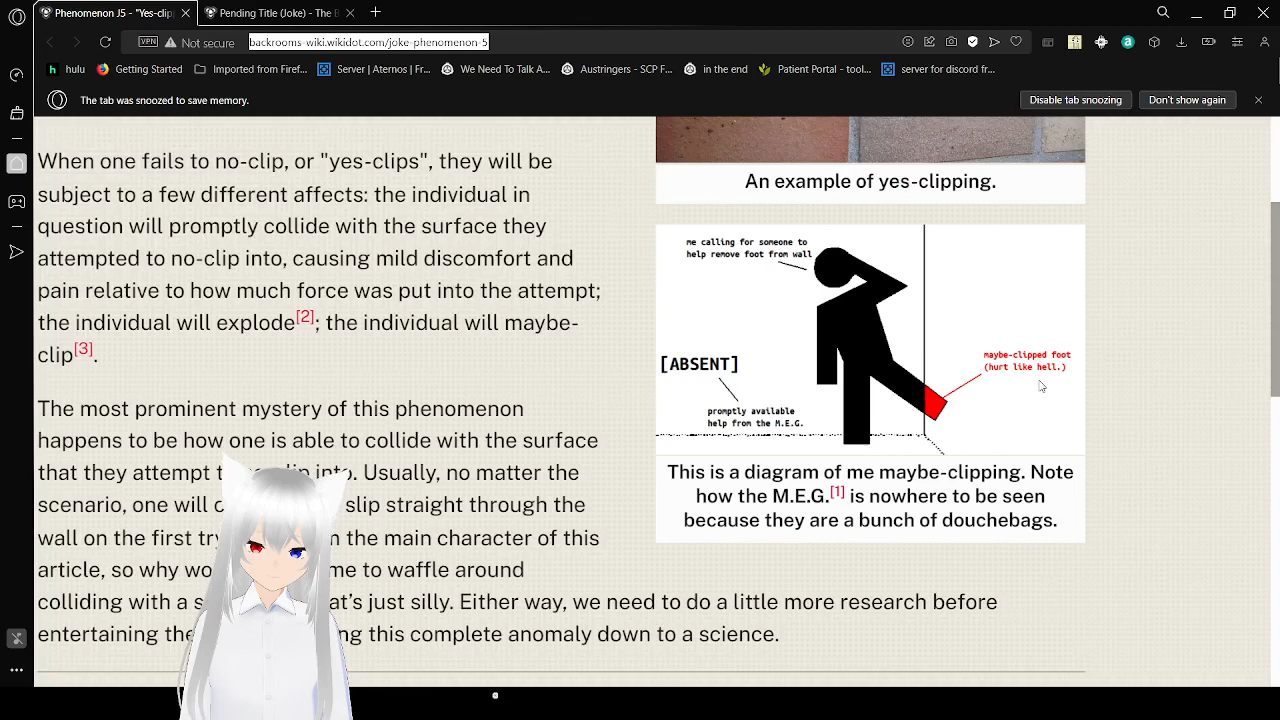 Phenomenon J5 - "Yes-clip
Pending Title (Joke) - The B
VPN
Not secure
backrooms-wiki.wikidot.com/joke-phenomenon-5
hulu
Getting Started
Imported from Firef...
Server | Aternos | Fr...
We Need To Talk A...
Austringers - SCP F...
in the end
Patient Portal - tool...
server for discord fr...
The tab was snoozed to save memory.
Disable tab snoozing
Don't show again
When one fails to no-clip, or "yes-clips", they will be
subject to a few different affects: the individual in
question will promptly collide with the surface they
attempted to no-clip into, causing mild discomfort and
pain relative to how much force was put into the attempt;
the individual will explode[2]; the individual will maybe-
clip[3].
The most prominent mystery of this phenomenon
happens to be how one is able to collide with the surface
that they attempt into. Usually, no matter the
scenario, one will slip straight through the
wall on the first the main character of this
article, so why me to waffle around
colliding with a just silly. Either way, we need to do a little more research before
entertaining this complete anomaly down to a science.
An example of yes-clipping.
me calling for someone to
help remove foot from wall
[ABSENT]
promptly available
help from the M.E.G.
maybe-clipped foot
(hurt like hell.)
This is a diagram of me maybe-clipping. Note
how the M.E.G.[1] is nowhere to be seen
because they are a bunch of douchebags.